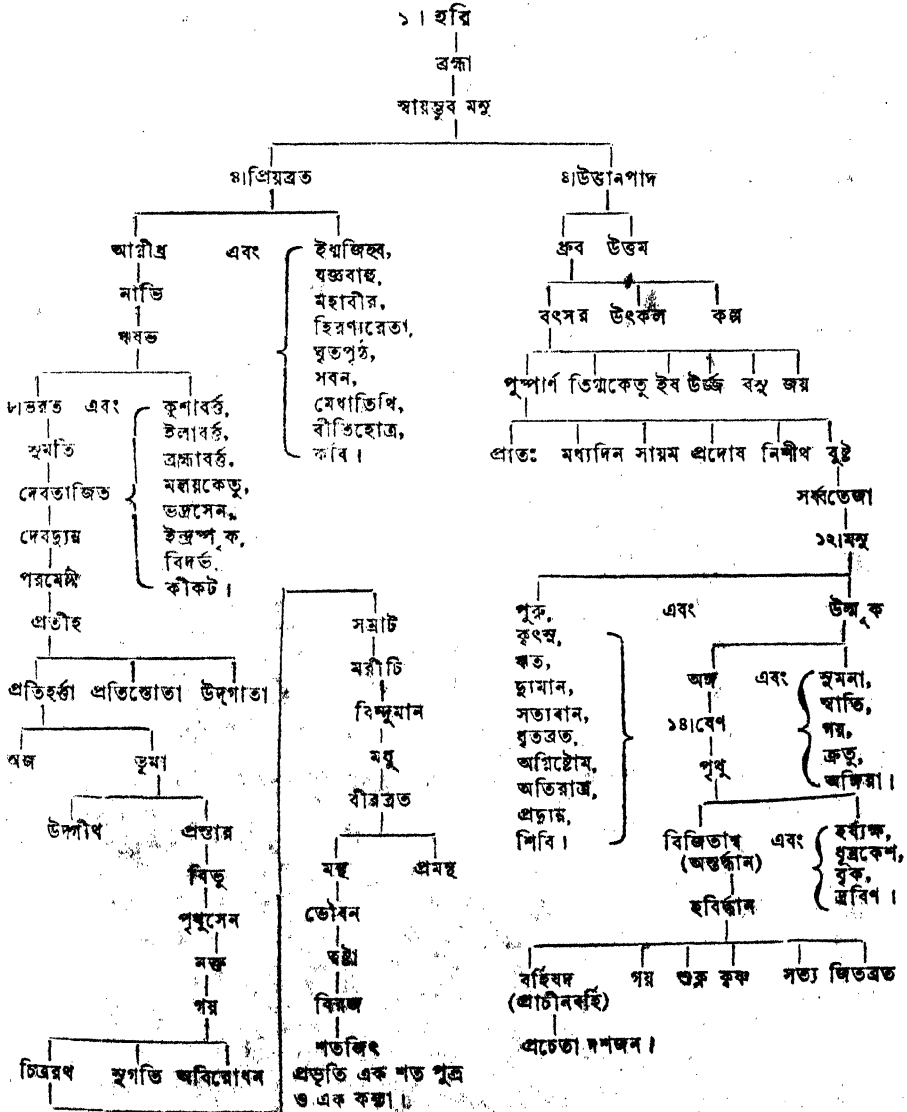 ১। হরি
ব্রহ্মা
স্বায়ম্ভুব মনু
৪।প্রিয়ব্রত ৪।উত্তানপাদ
আগ্নীধ্র এবং
ইধ্মজিহ্ব,
যজ্ঞবাহু,
মহাবীর,
হিরণ্যরেতা,
ঘৃতপৃষ্ঠ,
সবন,
মেধাতিথি,
বীতিহোত্র,
কবি।
নাভি
ঋষভ
৮।ভরত এবং
কুশাবর্ত্ত,
ইলাবর্ত্ত,
ব্রহ্মাবর্ত্ত,
মলয়কেতু,
ভদ্রসেন,
ইন্দ্রস্পৃক,
বিদর্ভ,
কীকট।
সুমতি
দেবতাজিত
দেবদ্যুম্ন
পরমেষ্ঠী
প্রতীহ
প্রতিহর্ত্তা প্রতিস্তোতা উদ্গাতা
অজ ভূমা
উদ্গীথ প্রস্তার
বিভু
পৃথুসেন
নক্ত
গয়
চিত্ররথ সুগতি অবিরোধন
সম্রাট
মরীচি
বিন্দুমান
মধু
বীরব্রত
মন্থু প্রমন্থ
ভৌবন
ত্বষ্টা
বিরজ
শতজিৎ
প্রভৃতি এক শত পুত্র
ও এক কন্যা।
ধ্রুব উত্তম
বৎসর উৎকল কল্প
পুষ্পার্ণ তিগ্মকেতু ইষ উর্জ্জ বসু জয়
প্রাতঃ মধ্যদিন সায়ম প্রদোষ নিশীথ বুষ্ট
সর্ব্বতেজা
১২।মনু
পুরু,
কৃৎস্ন,
ঋত,
দ্যুমান,
সত্যবান,
ধৃতব্রত,
অগ্নিষ্টোম,
অতিরাত্র,
প্রদ্যুম্ন,
শিবি।
এবং উল্মূক
অঙ্গ এবং
সুমনা,
খ্যাতি,
গয়,
ক্রতু,
অঙ্গিরা।
১৪।বেণ
পৃথু
বিজিতাশ্ব এবং
(অন্তর্দ্ধান)
হর্য্যক্ষ,
ধূম্রকেশ,
বৃক,
দ্রবিণ।
হবির্দ্ধান
বর্হিষদ গয় শুক্ল কৃষ্ণ সত্য জিতব্রত
(প্রাচীনবর্হি)
প্রচেতা দশজন।